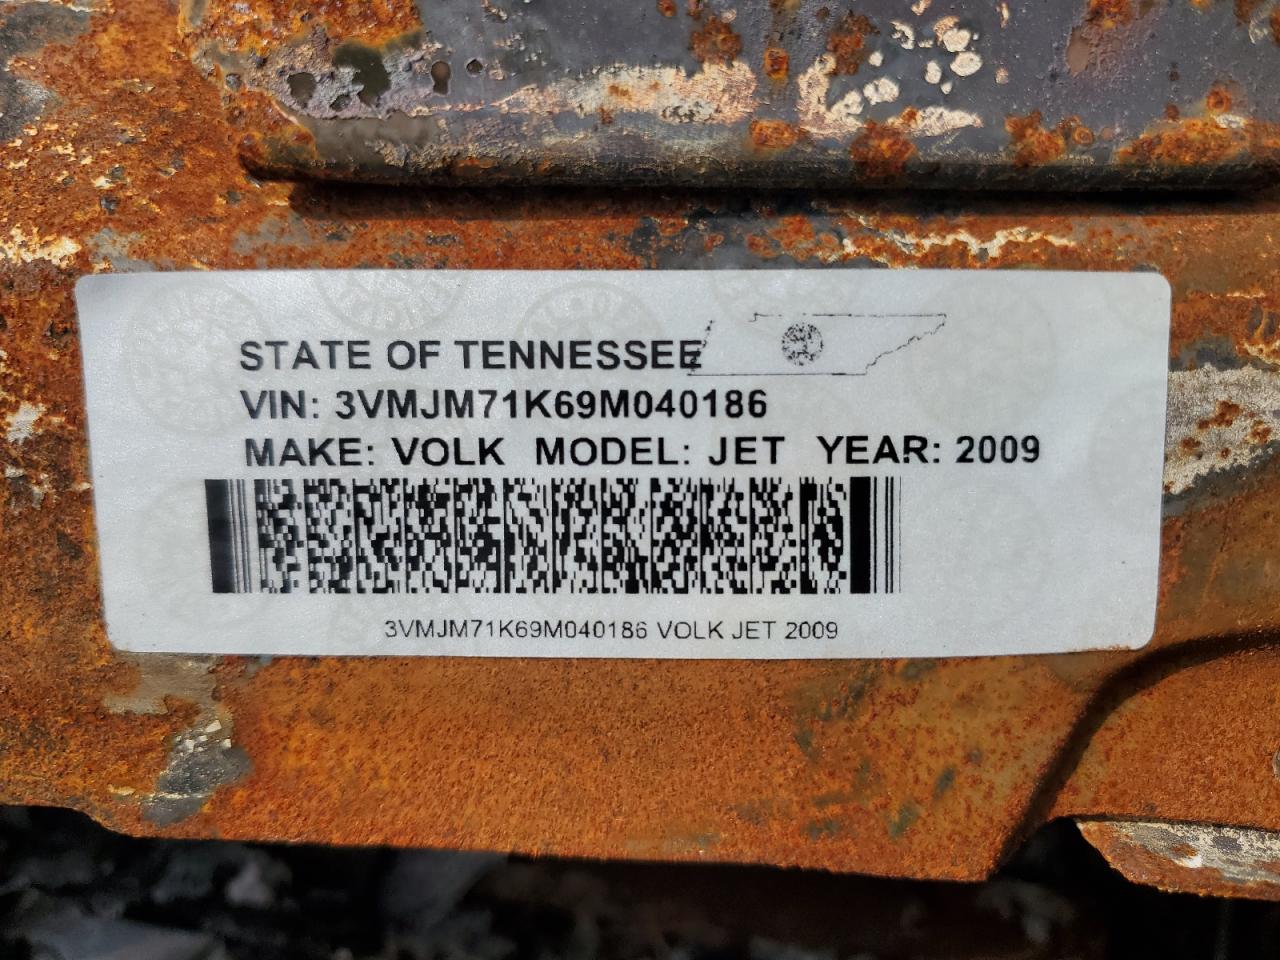 STATE OF TENNESSEE
VIN: 3VMJM71K69M040186
MAKE: VOLK MODEL: JET YEAR: 2009
3VMJM71K69M040186 VOLK JET 2009